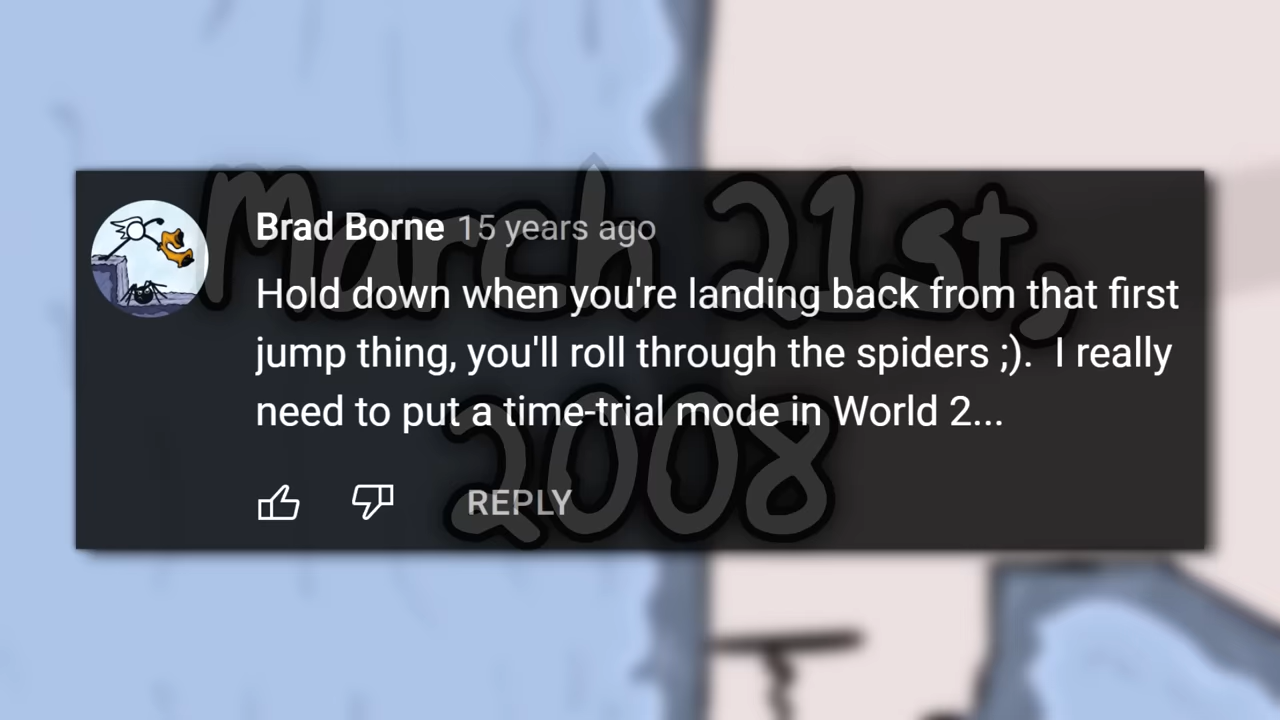 March 21st,
2008
Brad Borne 15 years ago
Hold down when you're landing back from that first
jump thing, you'll roll through the spiders ;).  I really
need to put a time-trial mode in World 2...
REPLY